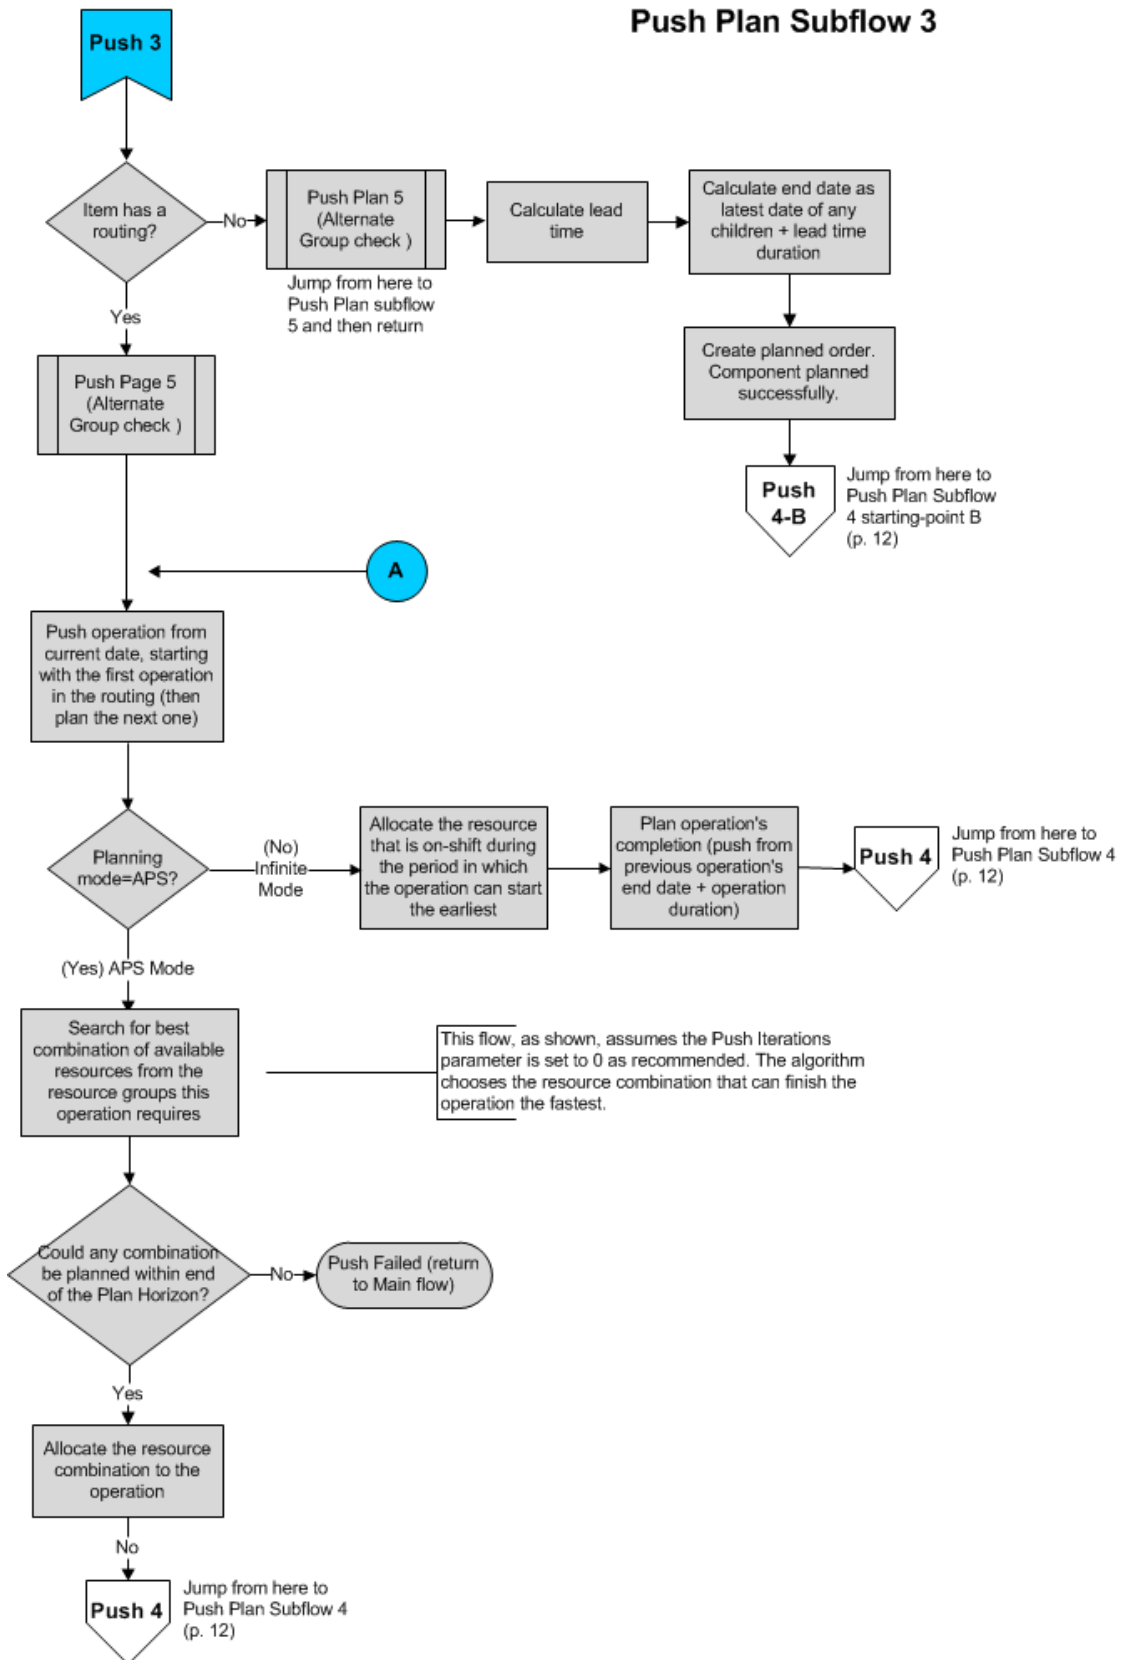 Push Plan Subflow 3
Push 3
Item has a
routing?
No
Push Plan 5
(Alternate
Group check )
Jump from here to
Push Plan subflow
5 and then return
Calculate lead
time
Calculate end date as
latest date of any
children + lead time
duration
Yes
Create planned order.
Component planned
successfully.
Push Page 5
(Alternate
Group check )
Push
4-B
Jump from here to
Push Plan Subflow
4 starting-point B
(p. 12)
A
Push operation from
current date, starting
with the first operation
in the routing (then
plan the next one)
Planning
mode=APS?
(No)
Infinite
Mode
Allocate the resource
that is on-shift during
the period in which
the operation can start
the earliest
Plan operation's
completion (push from
previous operation's
end date + operation
duration)
Push 4
Jump from here to
Push Plan Subflow 4
(p. 12)
(Yes) APS Mode
Search for best
combination of available
resources from the
resource groups this
operation requires
This flow, as shown, assumes the Push Iterations
parameter is set to 0 as recommended. The algorithm
chooses the resource combination that can finish the
operation the fastest.
Could any combination
be planned within end
of the Plan Horizon?
No
Push Failed (return
to Main flow)
Yes
Allocate the resource
combination to the
operation
No
Push 4
Jump from here to
Push Plan Subflow 4
(p. 12)